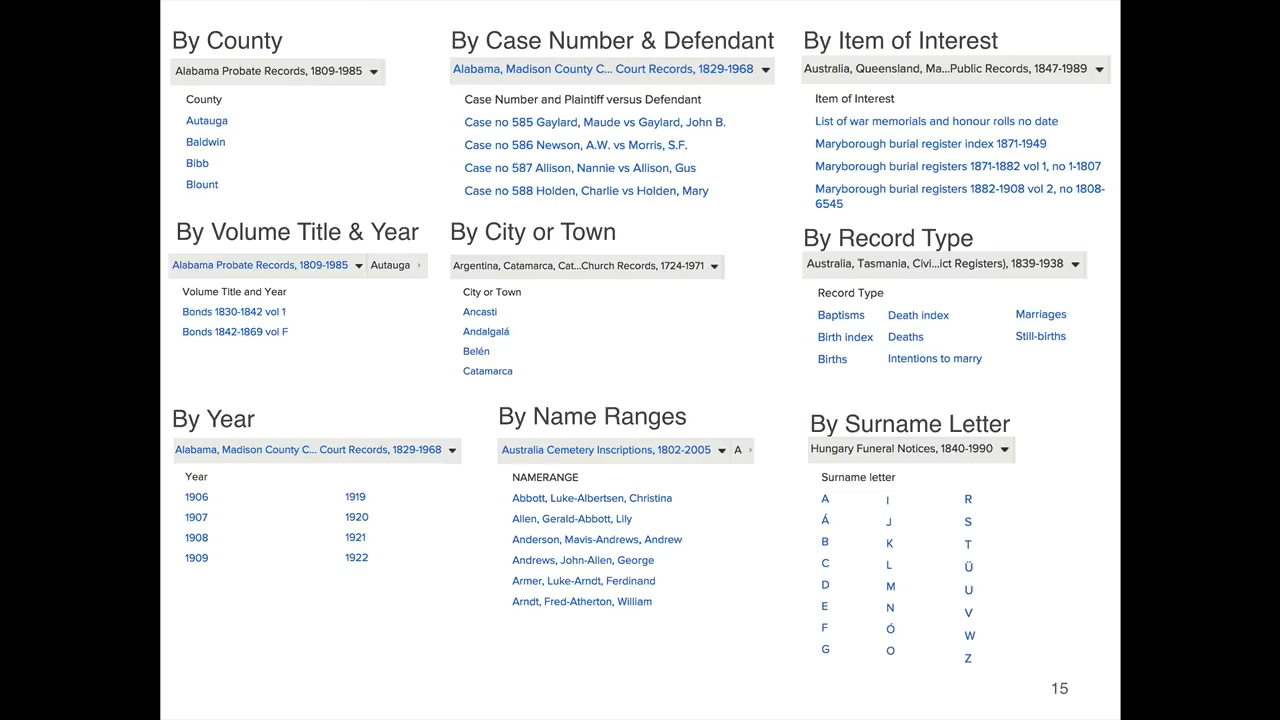 By County
Alabama Probate Records, 1809-1985
County
Autauga
Baldwin
Bibb
Blount
By Case Number & Defendant
Alabama, Madison County C... Court Records, 1829-1968
Case Number and Plaintiff versus Defendant
Case no 585 Gaylard, Maude vs Gaylard, John B.
Case no 586 Newson, A.W. vs Morris, S.F.
Case no 587 Allison, Nannie vs Allison, Gus
Case no 588 Holden, Charlie vs Holden, Mary
By Item of Interest
Australia, Queensland, Ma...Public Records, 1847-1989
Item of Interest
List of war memorials and honour rolls no date
Maryborough burial register index 1871-1949
Maryborough burial registers 1871-1882 vol 1, no 1-1807
Maryborough burial registers 1882-1908 vol 2, no 1808-
6545
By Volume Title & Year
Alabama Probate Records, 1809-1985 Autauga ›
Volume Title and Year
Bonds 1830-1842 vol 1
Bonds 1842-1869 vol F
By City or Town
Argentina, Catamarca, Cat...Church Records, 1724-1971
City or Town
Ancasti
Andalgalá
Belén
Catamarca
By Record Type
Australia, Tasmania, Civi...ict Registers), 1839-1938
Record Type
Baptisms Death index Marriages
Birth index Deaths Still-births
Births Intentions to marry
By Year
Alabama, Madison County C... Court Records, 1829-1968
Year
1906 1919
1907 1920
1908 1921
1909 1922
By Name Ranges
Australia Cemetery Inscriptions, 1802-2005 A ›
NAMERANGE
Abbott, Luke-Albertsen, Christina
Allen, Gerald-Abbott, Lily
Anderson, Mavis-Andrews, Andrew
Andrews, John-Allen, George
Armer, Luke-Arndt, Ferdinand
Arndt, Fred-Atherton, William
By Surname Letter
Hungary Funeral Notices, 1840-1990
Surname letter
A I R
Á J S
B K T
C L Ü
D M U
E N V
F Ó W
G O Z
15